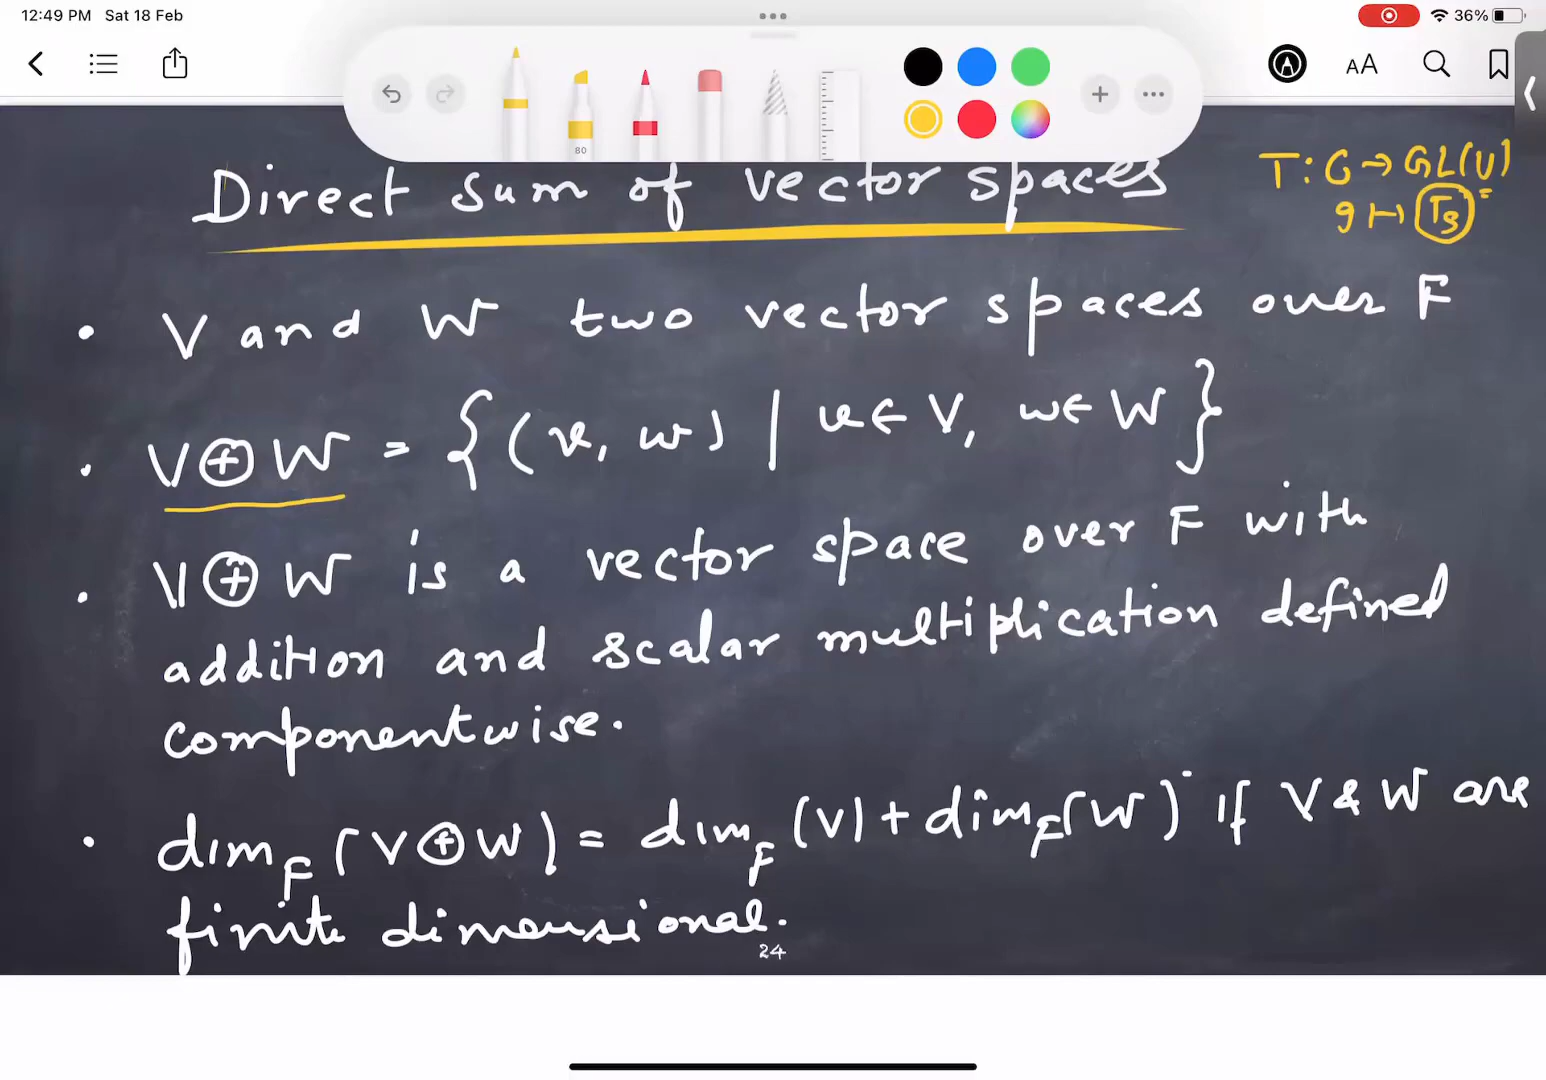 12:49 PM Sat 18 Feb
36%
AA
80
Direct sum of vector spaces
T: G → GL(V)
g ↦ T_g =
• V and W two vector spaces over F
• V ⊕ W = { (v, w) | v ∈ V, w ∈ W }
• V ⊕ W is a vector space over F with
addition and scalar multiplication defined
componentwise.
• dim_F (V ⊕ W) = dim_F (V) + dim_F (W) if V & W are
finite dimensional.
24